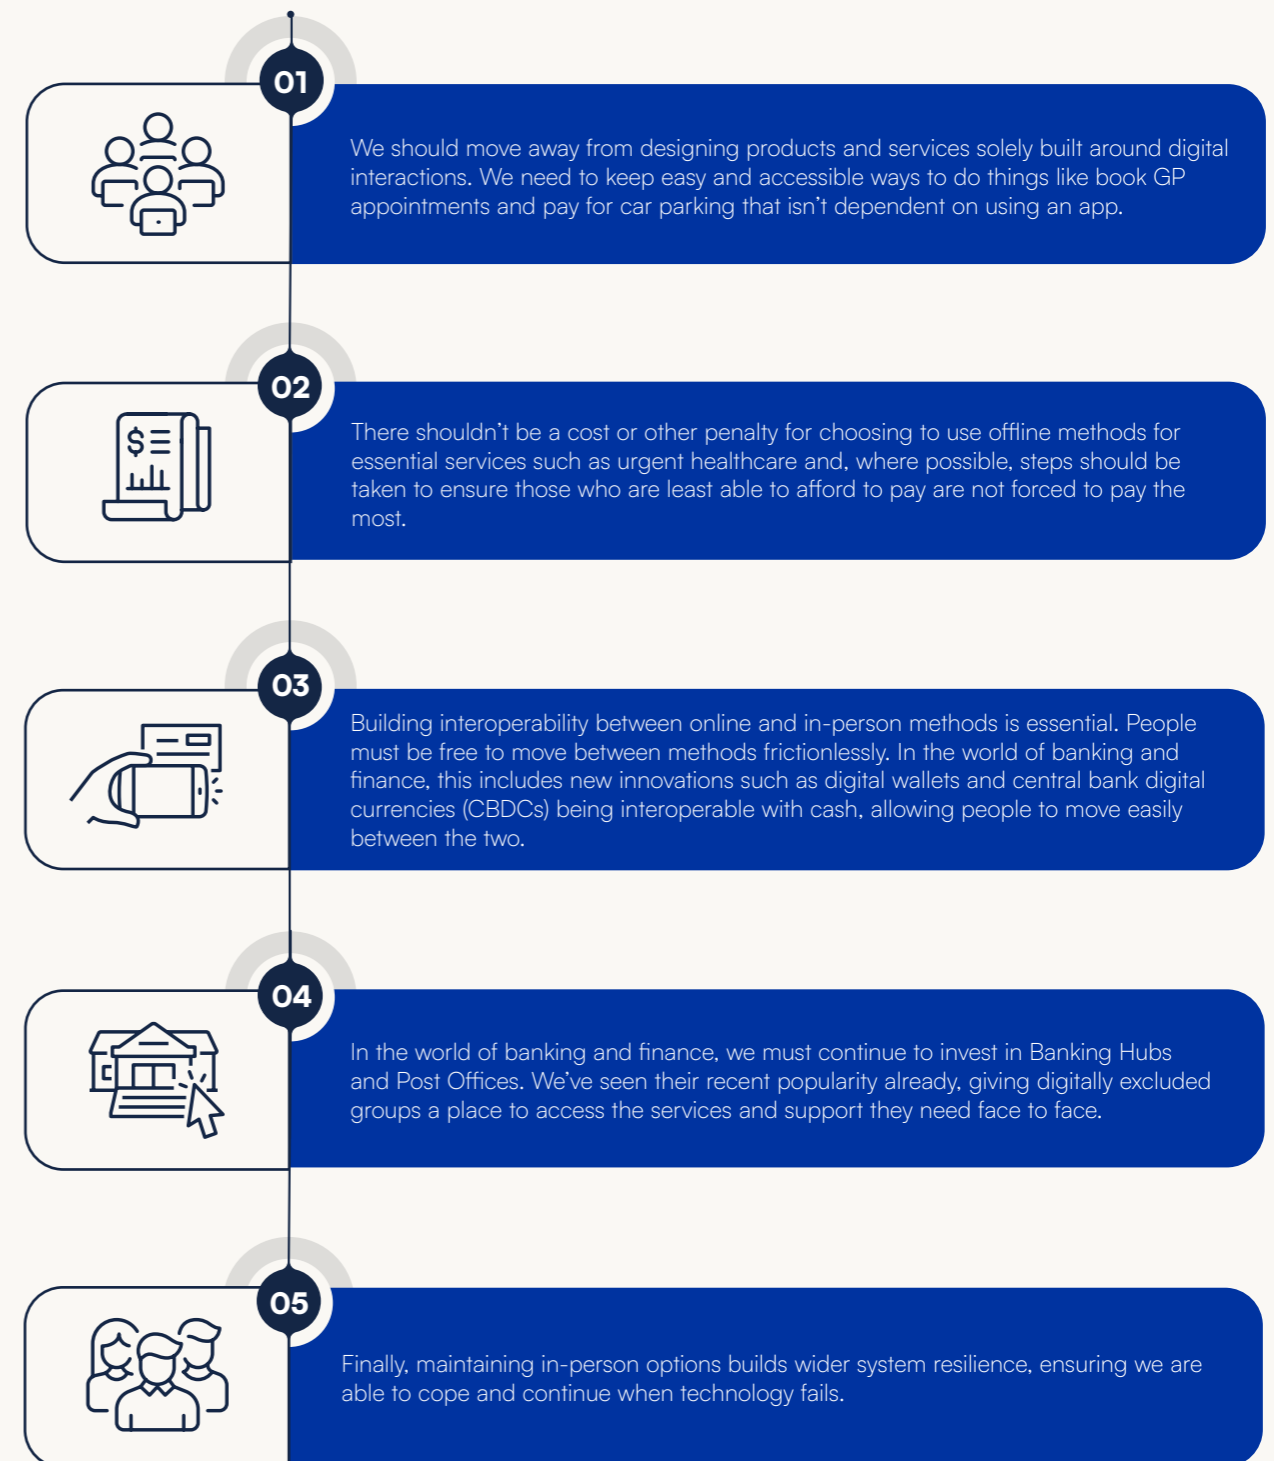 01
We should move away from designing products and services solely built around digital
interactions. We need to keep easy and accessible ways to do things like book GP
appointments and pay for car parking that isn’t dependent on using an app.
02
$
There shouldn’t be a cost or other penalty for choosing to use offline methods for
essential services such as urgent healthcare and, where possible, steps should be
taken to ensure those who are least able to afford to pay are not forced to pay the
most.
03
Building interoperability between online and in-person methods is essential. People
must be free to move between methods frictionlessly. In the world of banking and
finance, this includes new innovations such as digital wallets and central bank digital
currencies (CBDCs) being interoperable with cash, allowing people to move easily
between the two.
04
In the world of banking and finance, we must continue to invest in Banking Hubs
and Post Offices. We’ve seen their recent popularity already, giving digitally excluded
groups a place to access the services and support they need face to face.
05
Finally, maintaining in-person options builds wider system resilience, ensuring we are
able to cope and continue when technology fails.